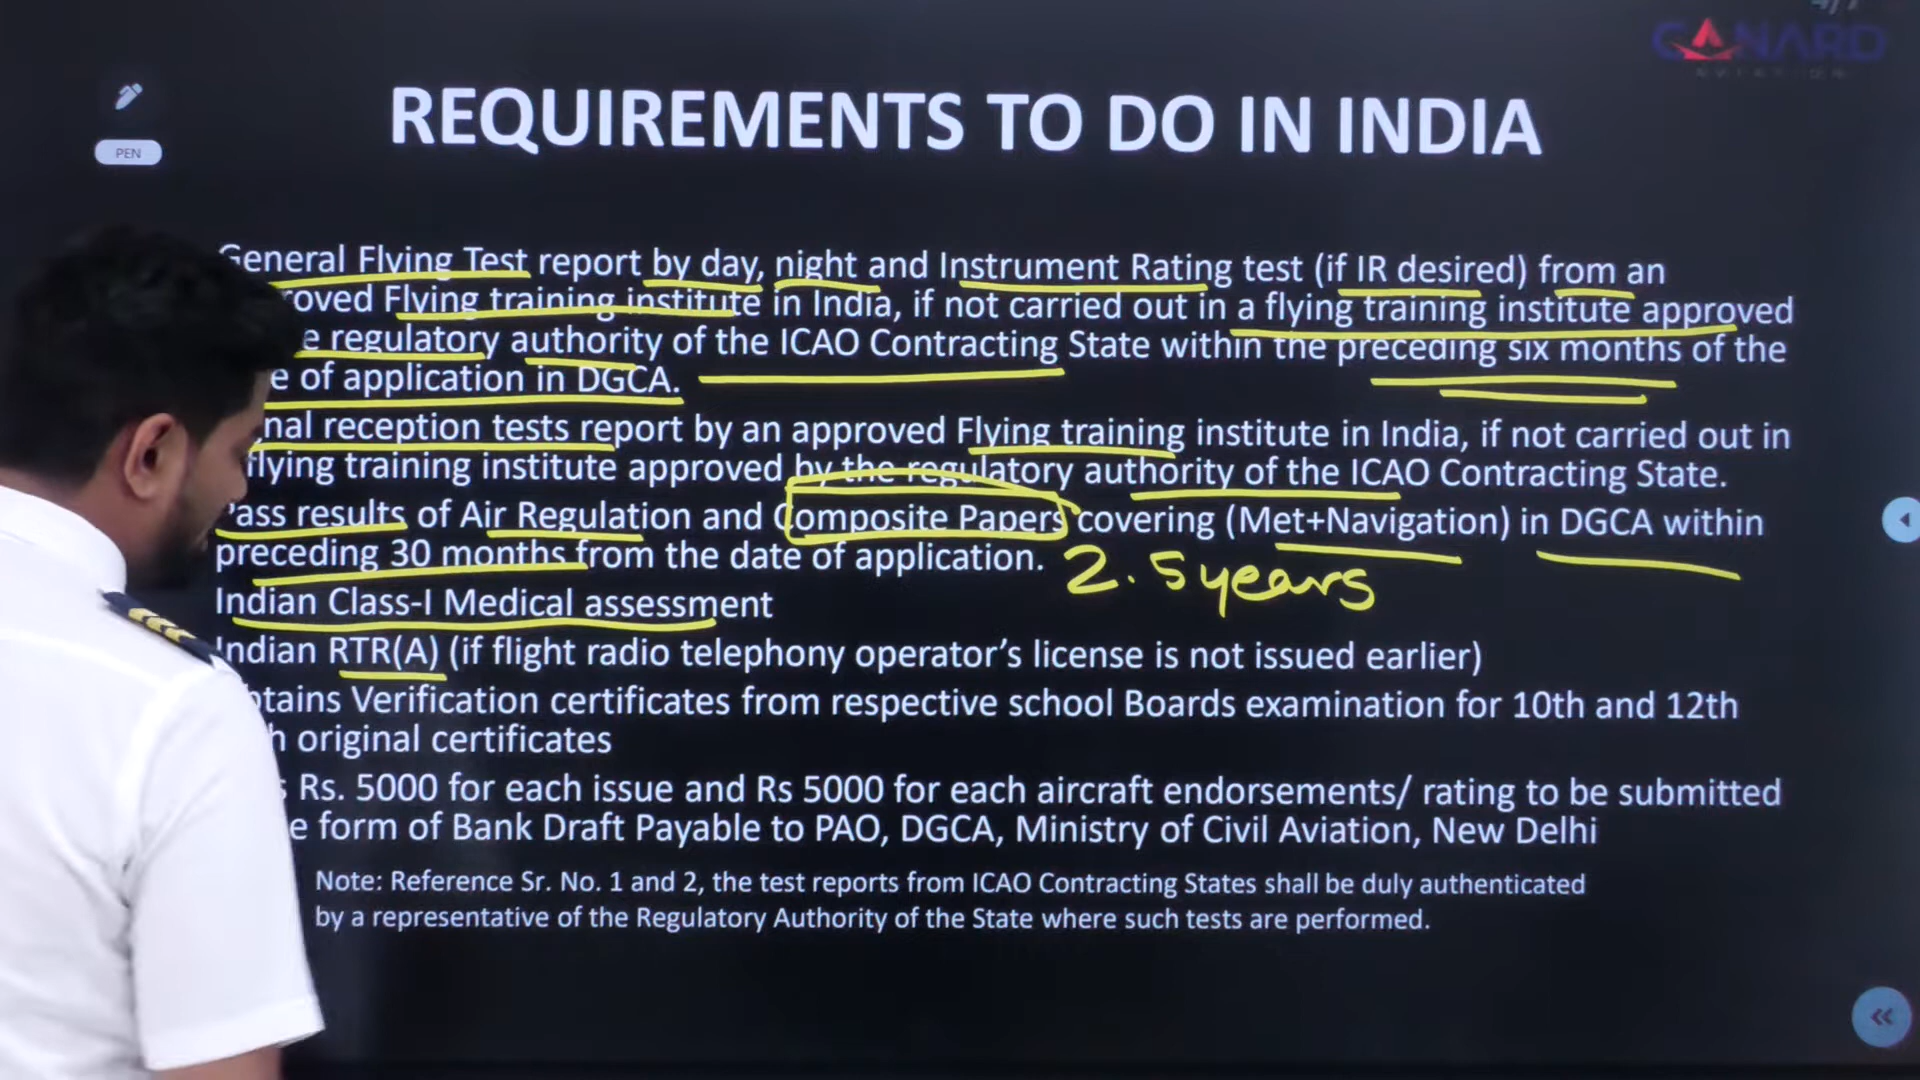 CANARD
AVIATION
PEN
REQUIREMENTS TO DO IN INDIA
General Flying Test report by day, night and Instrument Rating test (if IR desired) from an
roved Flying training institute in India, if not carried out in a flying training institute approved
e regulatory authority of the ICAO Contracting State within the preceding six months of the
e of application in DGCA.
nal reception tests report by an approved Flying training institute in India, if not carried out in
flying training institute approved by the regulatory authority of the ICAO Contracting State.
Pass results of Air Regulation and Composite Papers covering (Met+Navigation) in DGCA within
preceding 30 months from the date of application.
2.5 years
Indian Class-I Medical assessment
Indian RTR(A) (if flight radio telephony operator's license is not issued earlier)
tains Verification certificates from respective school Boards examination for 10th and 12th
h original certificates
Rs. 5000 for each issue and Rs 5000 for each aircraft endorsements/ rating to be submitted
e form of Bank Draft Payable to PAO, DGCA, Ministry of Civil Aviation, New Delhi
Note: Reference Sr. No. 1 and 2, the test reports from ICAO Contracting States shall be duly authenticated
by a representative of the Regulatory Authority of the State where such tests are performed.